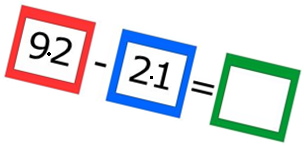 9.2 - 2.1 =